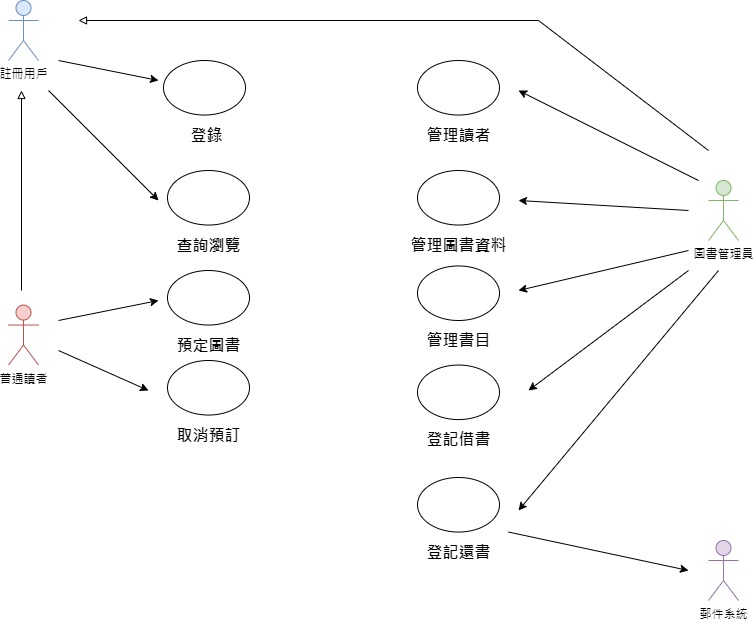 註冊用戶
登錄
管理讀者
查詢瀏覽
管理圖書資料
圖書管理員
預定圖書
管理書目
普通讀者
取消預訂
登記借書
登記還書
郵件系統